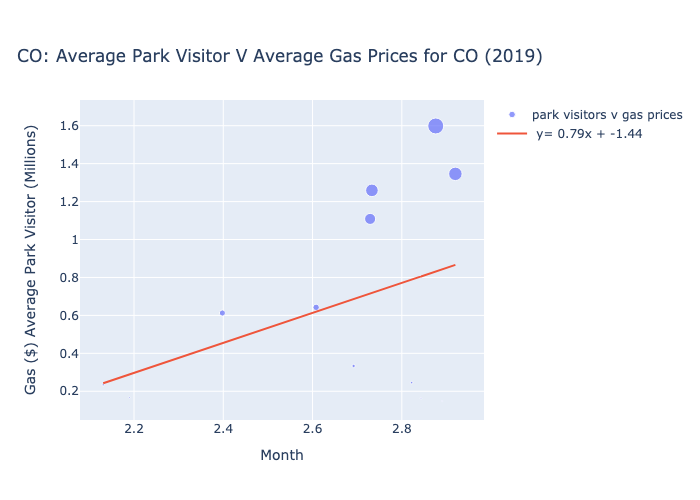 CO: Average Park Visitor V Average Gas Prices for CO (2019)
park visitors v gas prices
y= 0.79x + -1.44
Gas ($) Average Park Visitor (Millions)
1.6
1.4
1.2
1
0.8
0.6
0.4
0.2
2.2 2.4 2.6 2.8
Month